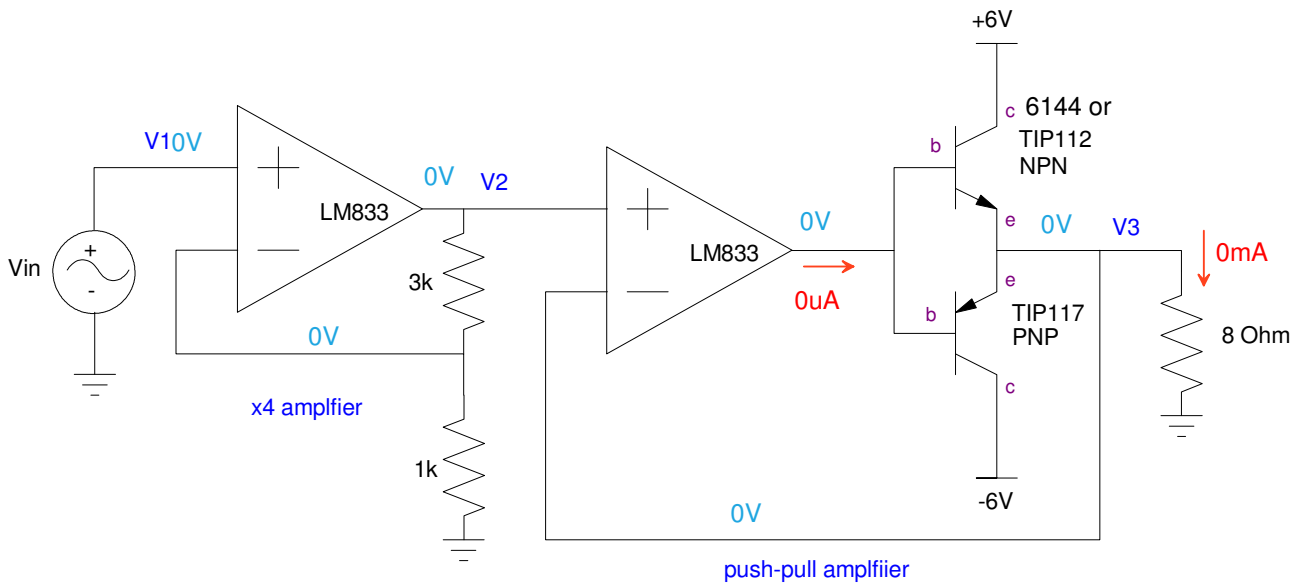 +6V
c
6144 or
TIP112
NPN
b
V1 0V
+
LM833
0V
V2
+
LM833
0V
e
0V
V3
0mA
Vin
+
-
−
3k
−
0uA
b
e
TIP117
PNP
8 Ohm
0V
c
x4 amplfier
1k
-6V
0V
push-pull amplfiier